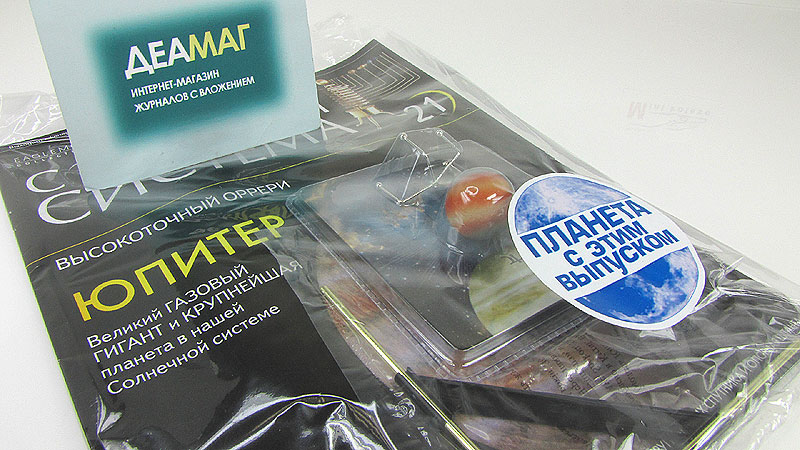 ДЕАМАГ
ИНТЕРНЕТ-МАГАЗИН
ЖУРНАЛОВ С ВЛОЖЕНИЕМ
21
СИСТЕМА
ВЫСОКОТОЧНЫЙ ОРРЕРИ
ЮПИТЕР
Великий ГАЗОВЫЙ
ГИГАНТ и КРУПНЕЙШАЯ
планета в нашей
Солнечной системе
ПЛАНЕТА
С ЭТИМ
ВЫПУСКОМ